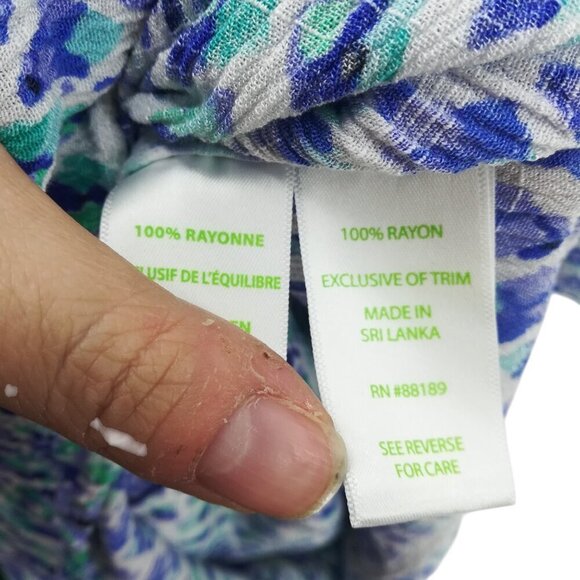 100% RAYONNE
DE L'ÉQUILIBRE
100% RAYON
EXCLUSIVE OF TRIM
MADE IN
SRI LANKA
RN #88189
SEE REVERSE
FOR CARE